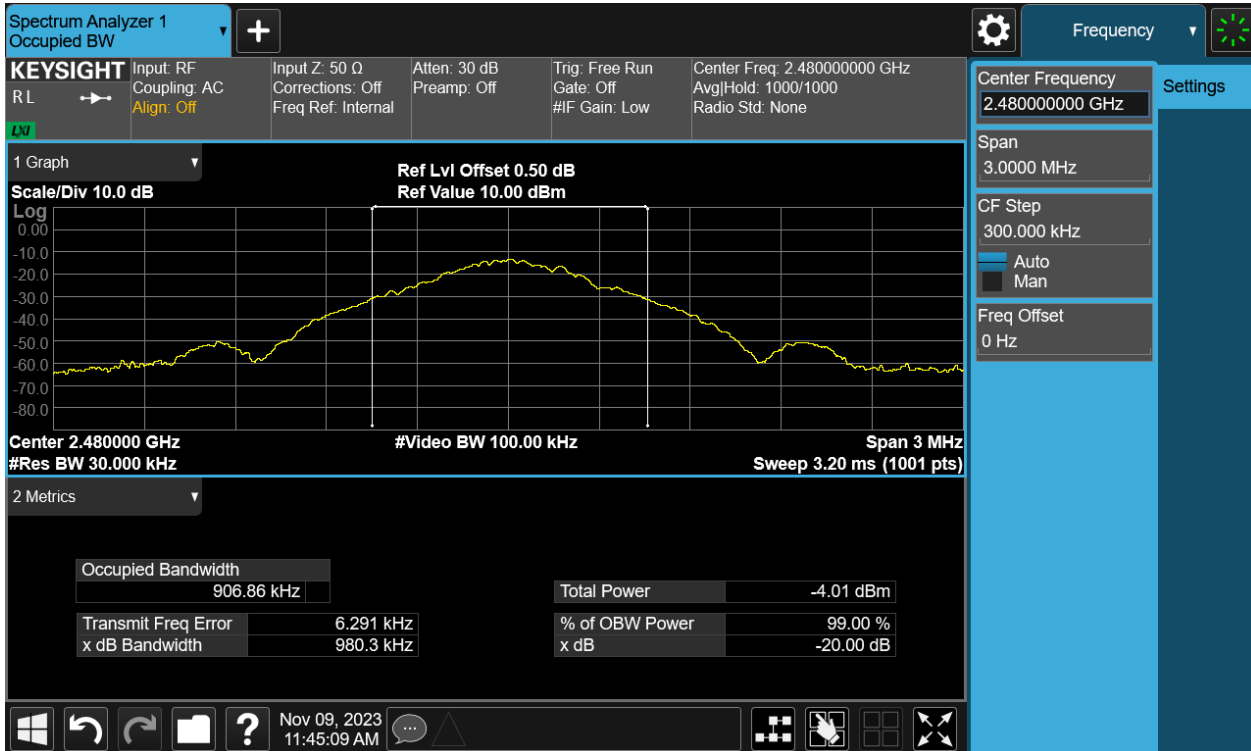 Spectrum Analyzer 1
Occupied BW
Frequency
KEYSIGHT
R L
LXI
Input: RF
Coupling: AC
Align: Off
Input Z: 50 Ω
Corrections: Off
Freq Ref: Internal
Atten: 30 dB
Preamp: Off
Trig: Free Run
Gate: Off
#IF Gain: Low
Center Freq: 2.480000000 GHz
Avg|Hold: 1000/1000
Radio Std: None
Center Frequency
2.480000000 GHz
Settings
Span
3.0000 MHz
CF Step
300.000 kHz
Auto
Man
Freq Offset
0 Hz
1 Graph
Scale/Div 10.0 dB
Ref Lvl Offset 0.50 dB
Ref Value 10.00 dBm
Log
0.00
-10.0
-20.0
-30.0
-40.0
-50.0
-60.0
-70.0
-80.0
Center 2.480000 GHz
#Video BW 100.00 kHz
Span 3 MHz
#Res BW 30.000 kHz
Sweep 3.20 ms (1001 pts)
2 Metrics
Occupied Bandwidth
906.86 kHz
Total Power -4.01 dBm
Transmit Freq Error 6.291 kHz
% of OBW Power 99.00 %
x dB Bandwidth 980.3 kHz
x dB -20.00 dB
?
Nov 09, 2023
11:45:09 AM